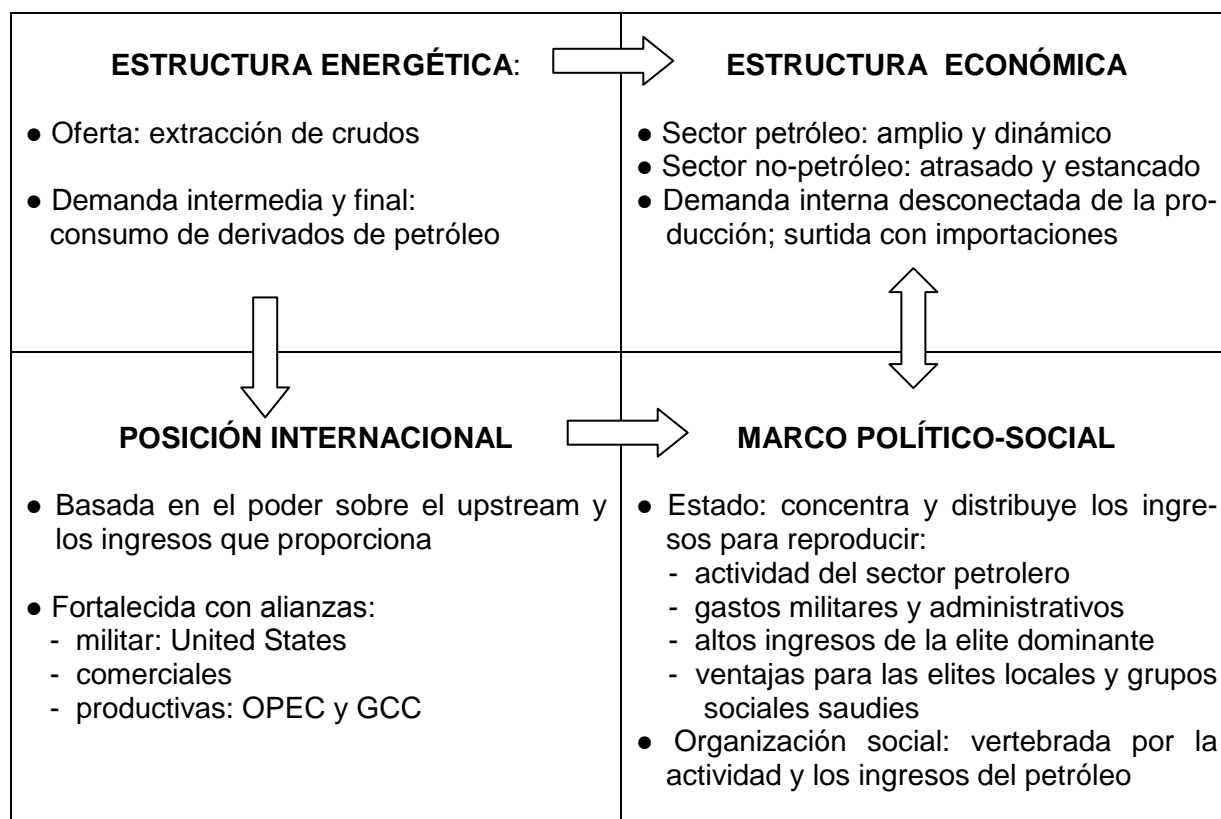 ESTRUCTURA ENERGÉTICA:
● Oferta: extracción de crudos
● Demanda intermedia y final:
consumo de derivados de petróleo
ESTRUCTURA ECONÓMICA
● Sector petróleo: amplio y dinámico
● Sector no-petróleo: atrasado y estancado
● Demanda interna desconectada de la pro-
ducción; surtida con importaciones
POSICIÓN INTERNACIONAL
● Basada en el poder sobre el upstream y
los ingresos que proporciona
● Fortalecida con alianzas:
- militar: United States
- comerciales
- productivas: OPEC y GCC
MARCO POLÍTICO-SOCIAL
● Estado: concentra y distribuye los ingre-
sos para reproducir:
- actividad del sector petrolero
- gastos militares y administrativos
- altos ingresos de la elite dominante
- ventajas para las elites locales y grupos
sociales saudies
● Organización social: vertebrada por la
actividad y los ingresos del petróleo